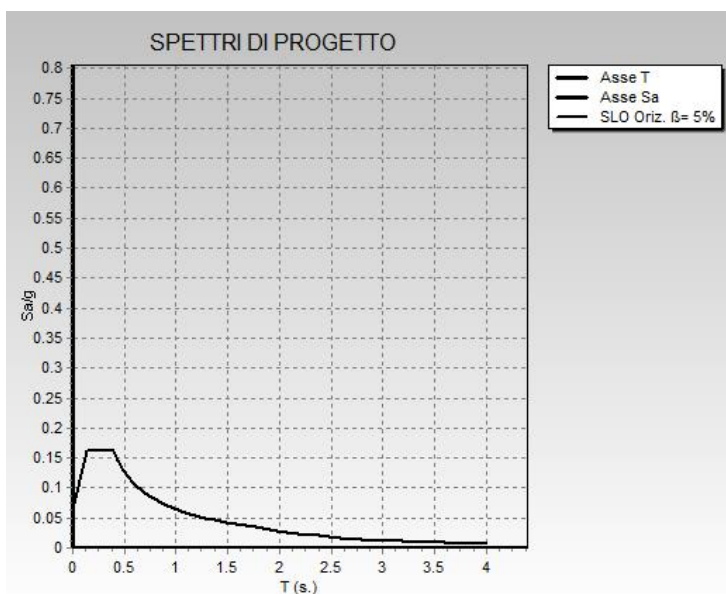 SPETTRI DI PROGETTO
Asse T
Asse Sa
SLO Oriz. ß= 5%
0.8
0.75
0.7
0.65
0.6
0.55
0.5
0.45
0.4
0.35
0.3
0.25
0.2
0.15
0.1
0.05
0
Sa/g
0 0.5 1 1.5 2 2.5 3 3.5 4
T (s.)